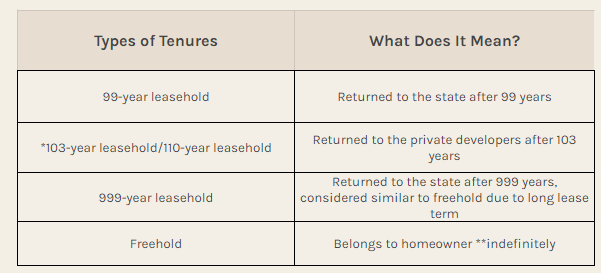 Types of Tenures
What Does It Mean?
99-year leasehold
Returned to the state after 99 years
*103-year leasehold/110-year leasehold
Returned to the private developers after 103
years
999-year leasehold
Returned to the state after 999 years,
considered similar to freehold due to long lease
term
Freehold
Belongs to homeowner **indefinitely